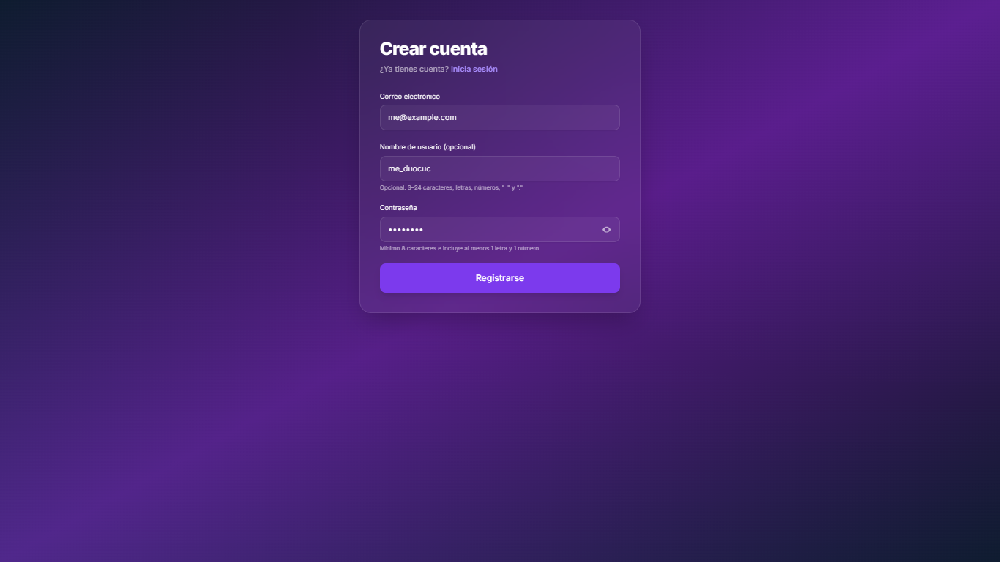 Crear cuenta
¿Ya tienes cuenta? Inicia sesión
Correo electrónico
me@example.com
Nombre de usuario (opcional)
me_duocuc
Opcional. 3–24 caracteres, letras, números, "_" y "."
Contraseña
••••••••
Mínimo 8 caracteres e incluye al menos 1 letra y 1 número.
Registrarse